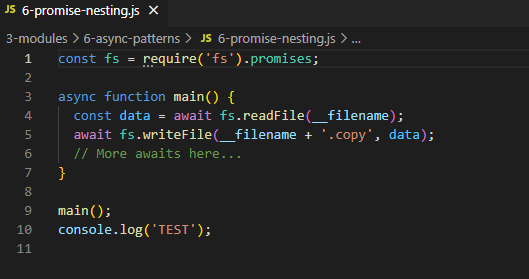 JS 6-promise-nesting.js ×
3-modules > 6-async-patterns > JS 6-promise-nesting.js > ...
1 const fs = require('fs').promises;
2
3 async function main() {
4   const data = await fs.readFile(__filename);
5   await fs.writeFile(__filename + '.copy', data);
6   // More awaits here...
7 }
8
9 main();
10 console.log('TEST');
11